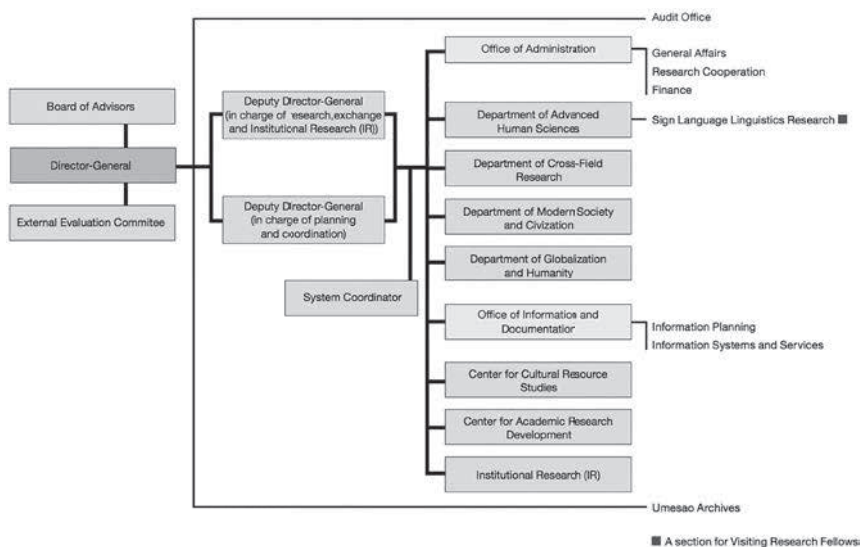 Audit Office
Office of Administration
General Affairs
Research Cooperation
Finance
Board of Advisors
Director-General
External Evaluation Commitee
Deputy Director-General
(in charge of research,exchange
and Institutional Research (IR))
Deputy Director-General
(in charge of planning
and coordination)
System Coordinator
Department of Advanced
Human Sciences
Sign Language Linguistics Research ■
Department of Cross-Field
Research
Department of Modern Society
and Civization
Department of Globalization
and Humanity
Office of Information and
Documentation
Information Planning
Information Systems and Services
Center for Cultural Resource
Studies
Center for Academic Research
Development
Institutional Research (IR)
Umesao Archives
■ A section for Visiting Research Fellows